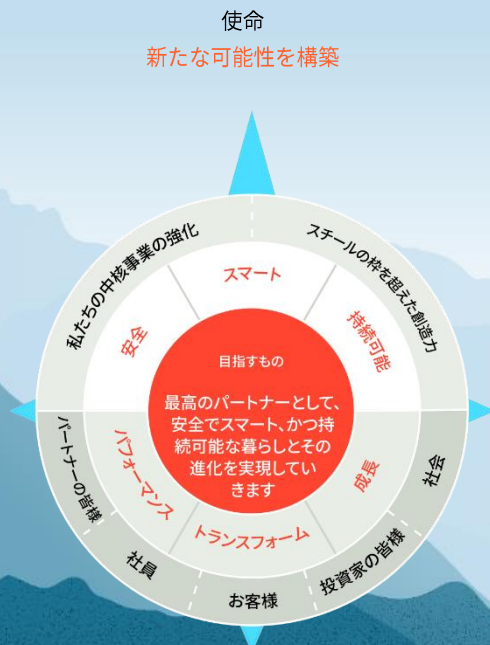 使命
新たな可能性を構築
私たちの中核事業の強化
スチールの枠を超えた創造力
安全
スマート
持続可能
目指すもの
最高のパートナーとして、
安全でスマート、かつ持
続可能な暮らしとその
進化を実現してい
きます
パフォーマンス
トランスフォーム
成長
パートナーの皆様
社員
お客様
投資家の皆様
社会